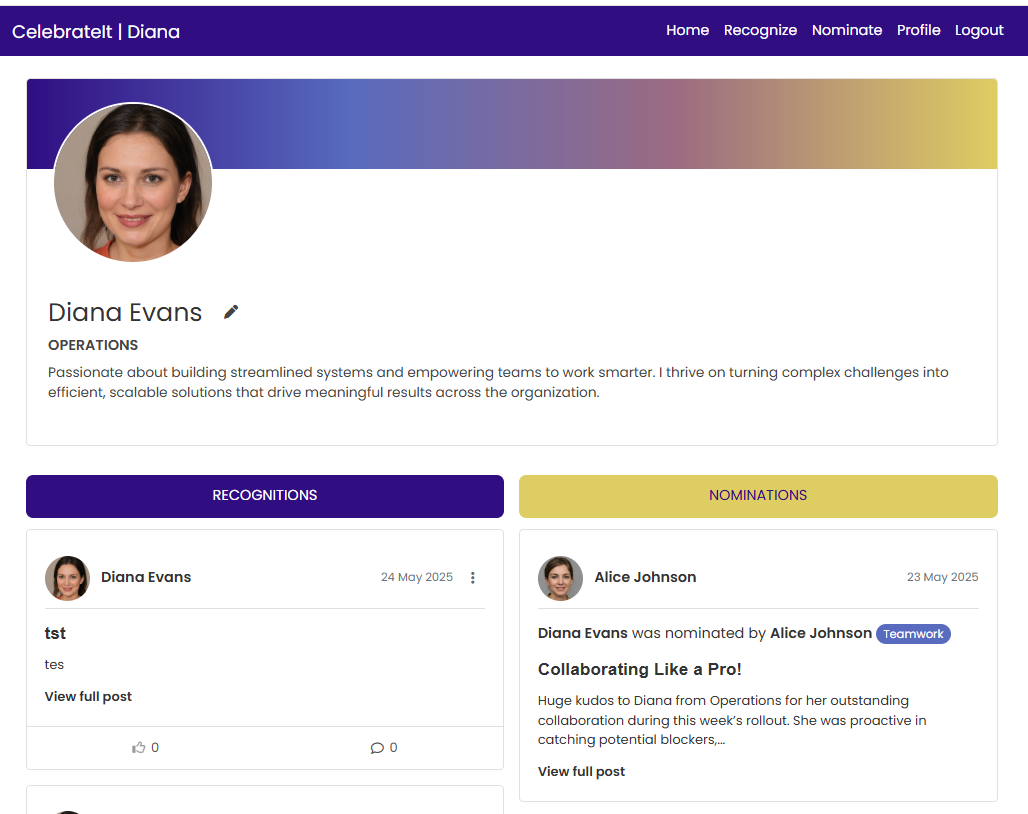 CelebrateIt | Diana
Home Recognize Nominate Profile Logout
Diana Evans
OPERATIONS
Passionate about building streamlined systems and empowering teams to work smarter. I thrive on turning complex challenges into
efficient, scalable solutions that drive meaningful results across the organization.
RECOGNITIONS
Diana Evans 24 May 2025
tst
tes
View full post
0 0
NOMINATIONS
Alice Johnson 23 May 2025
Diana Evans was nominated by Alice Johnson Teamwork
Collaborating Like a Pro!
Huge kudos to Diana from Operations for her outstanding
collaboration during this week’s rollout. She was proactive in
catching potential blockers,...
View full post